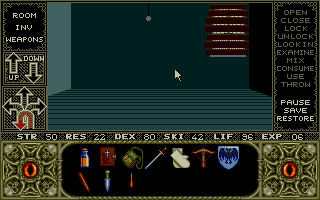 ROOM
INV
WEAPONS
UP
DOWN
OPEN
CLOSE
LOCK
UNLOCK
LOOK IN
EXAMINE
MIX
CONSUME
USE
THROW
PAUSE
SAVE
RESTORE
STR 50 RES 22 DEX 80 SKI 42 LIF 96 EXP 06